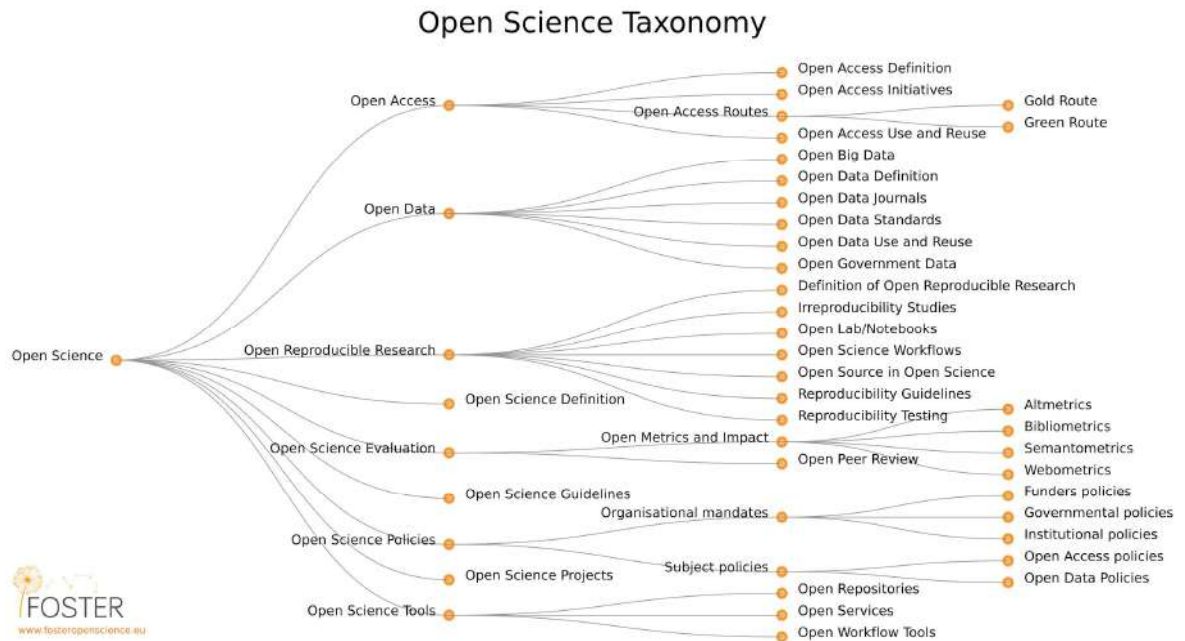 Open Science Taxonomy
Open Science
Open Access
Open Access Definition
Open Access Initiatives
Open Access Routes
Gold Route
Green Route
Open Access Use and Reuse
Open Data
Open Big Data
Open Data Definition
Open Data Journals
Open Data Standards
Open Data Use and Reuse
Open Government Data
Open Reproducible Research
Definition of Open Reproducible Research
Irreproducibility Studies
Open Lab/Notebooks
Open Science Workflows
Open Source in Open Science
Reproducibility Guidelines
Reproducibility Testing
Open Science Definition
Open Science Evaluation
Open Metrics and Impact
Altmetrics
Bibliometrics
Semantometrics
Webometrics
Open Peer Review
Open Science Guidelines
Open Science Policies
Organisational mandates
Funders policies
Governmental policies
Institutional policies
Subject policies
Open Access policies
Open Data Policies
Open Science Projects
Open Science Tools
Open Repositories
Open Services
Open Workflow Tools
FOSTER
www.fosteropenscience.eu